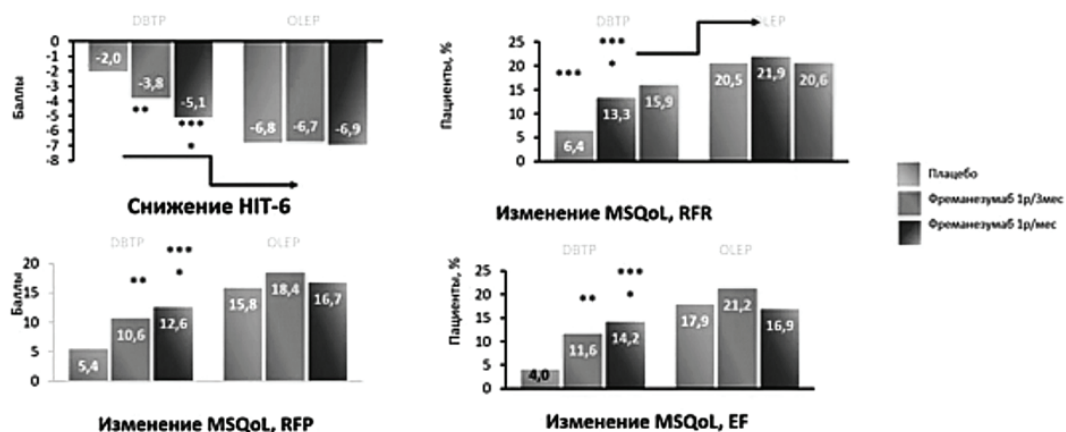 DBTP OLEP
Баллы
0
-1
-2
-3
-4
-5
-6
-7
-8
-2,0
-3,8
**
-5,1
***
*
-6,8 -6,7 -6,9
Снижение HIT-6
DBTP OLEP
Пациенты, %
25
20
15
10
5
0
***
***
*
6,4 13,3 15,9 20,5 21,9 20,6
Изменение MSQoL, RFR
Плацебо
Фреманезумаб 1р/3мес
Фреманезумаб 1р/мес
DBTP OLEP
Баллы
20
15
10
5
0
**
***
*
5,4 10,6 12,6 15,8 18,4 16,7
Изменение MSQoL, RFP
DBTP OLEP
Пациенты, %
25
20
15
10
5
0
**
***
*
4,0 11,6 14,2 17,9 21,2 16,9
Изменение MSQoL, EF